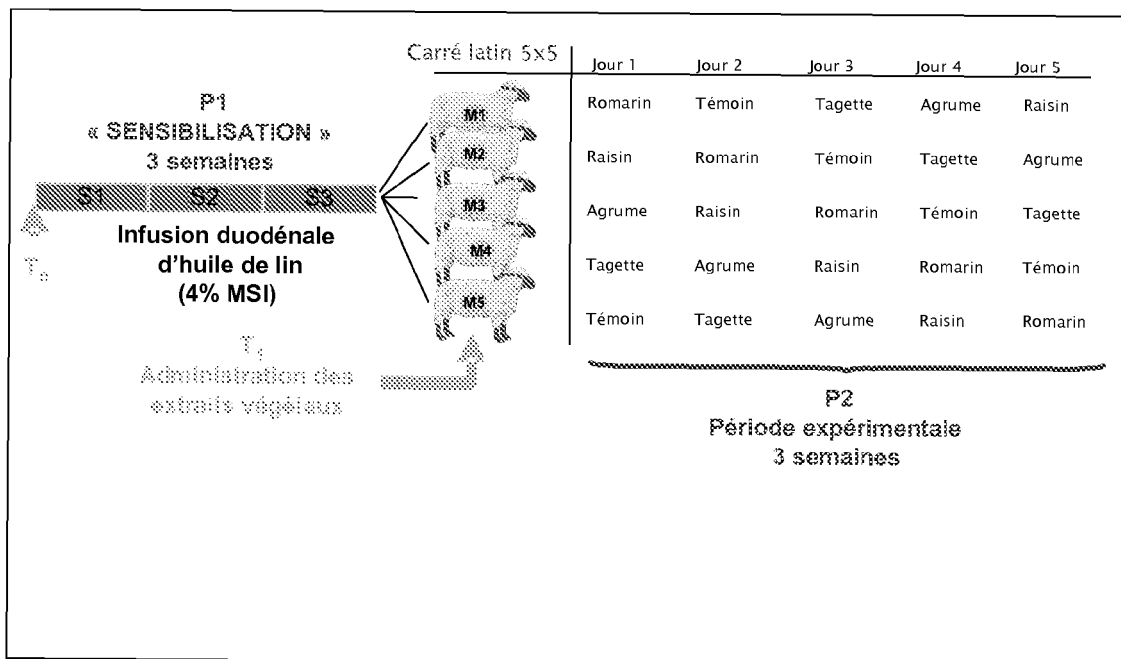 Carré latin 5x5
Jour 1 Jour 2 Jour 3 Jour 4 Jour 5
M1 Romarin Témoin Tagette Agrume Raisin
M2 Raisin Romarin Témoin Tagette Agrume
M3 Agrume Raisin Romarin Témoin Tagette
M4 Tagette Agrume Raisin Romarin Témoin
M5 Témoin Tagette Agrume Raisin Romarin
P1
« SENSIBILISATION »
3 semaines
S1 S2 S3
Infusion duodénale
d'huile de lin
(4% MSI)
T0
T1
Administration des
extraits végétaux
P2
Période expérimentale
3 semaines